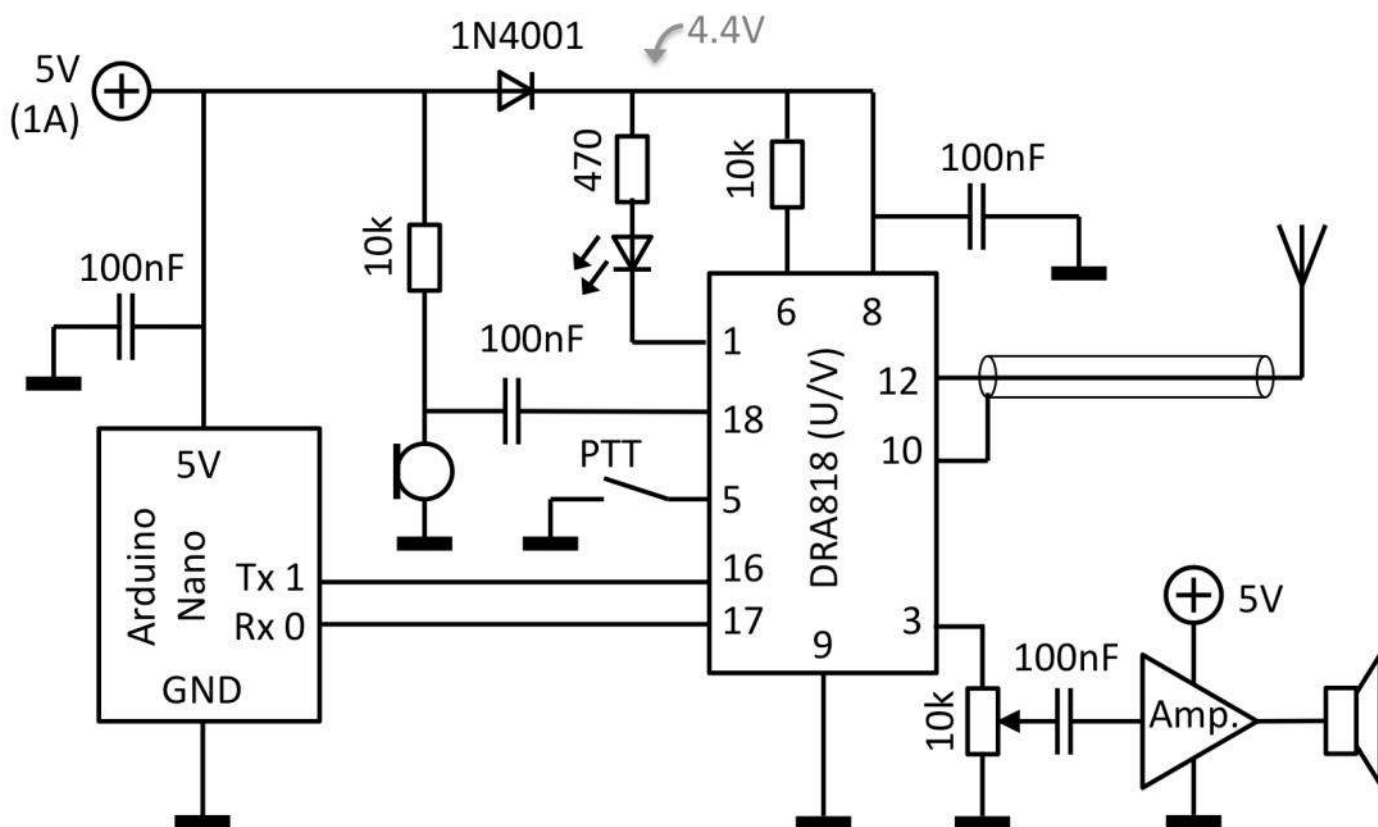 1N4001
4.4V
5V
(1A)
470
10k
100nF
10k
100nF
100nF
6
8
1
12
18
10
PTT
5
DRA818 (U/V)
5V
Arduino
Nano
Tx 1
16
Rx 0
17
3
9
5V
GND
100nF
10k
Amp.